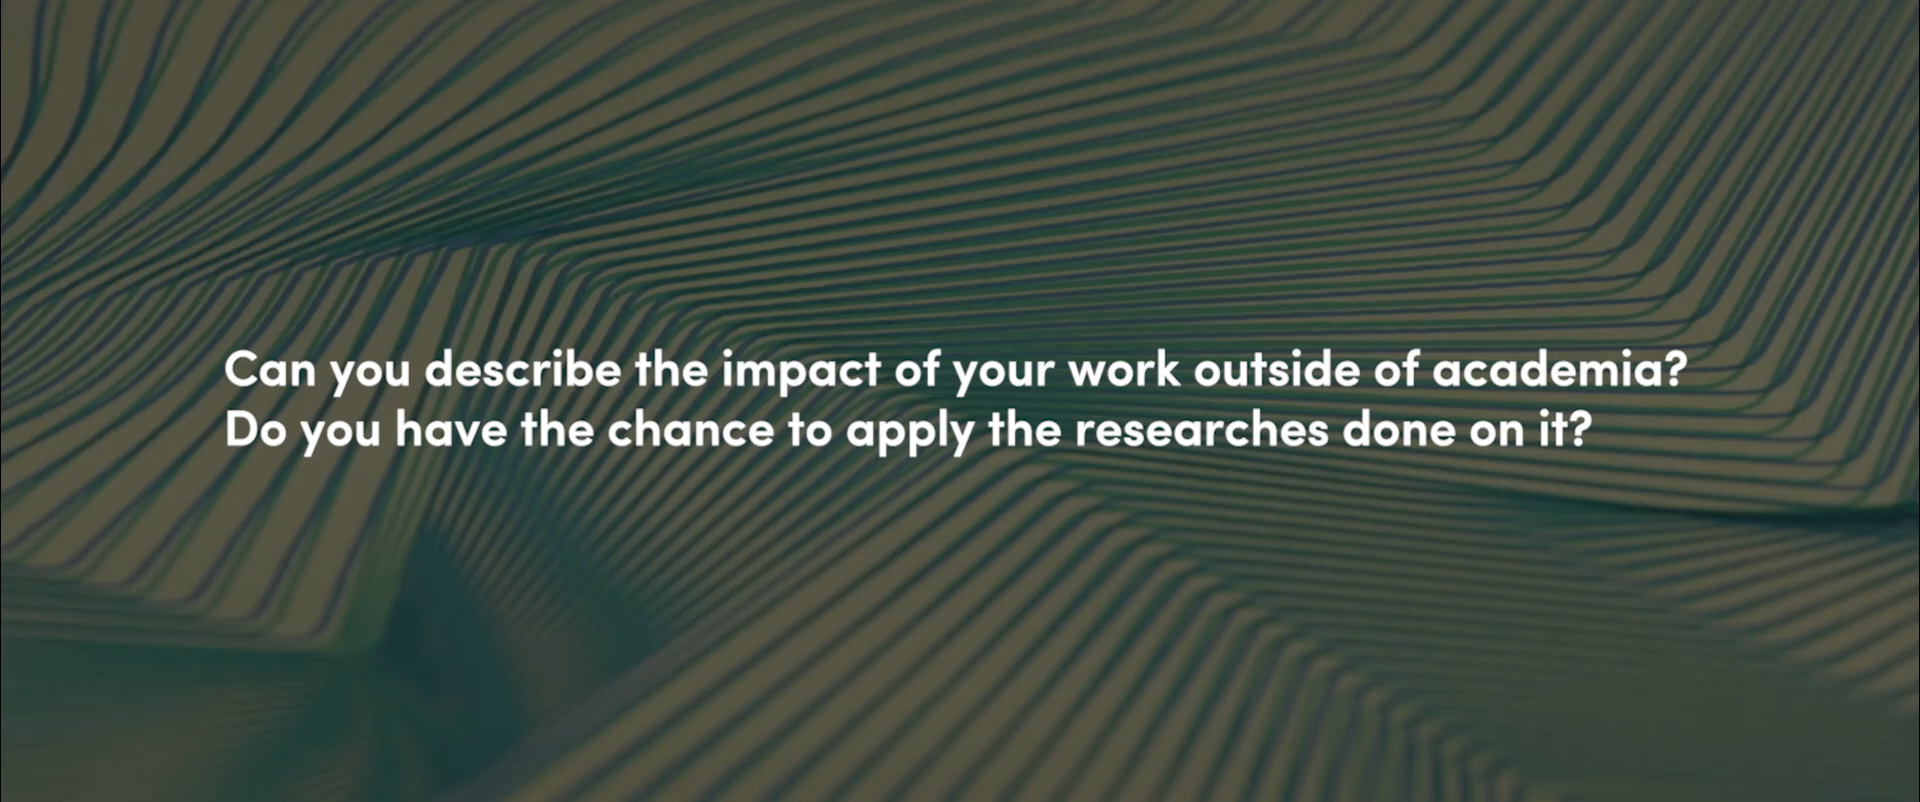 Can you describe the impact of your work outside of academia?
Do you have the chance to apply the researches done on it?